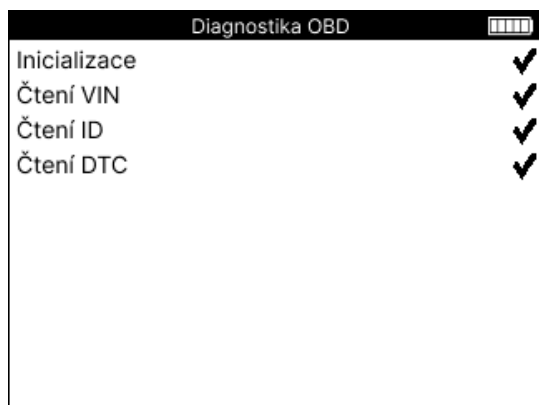 Diagnostika OBD
Inicializace
Čtení VIN
Čtení ID
Čtení DTC